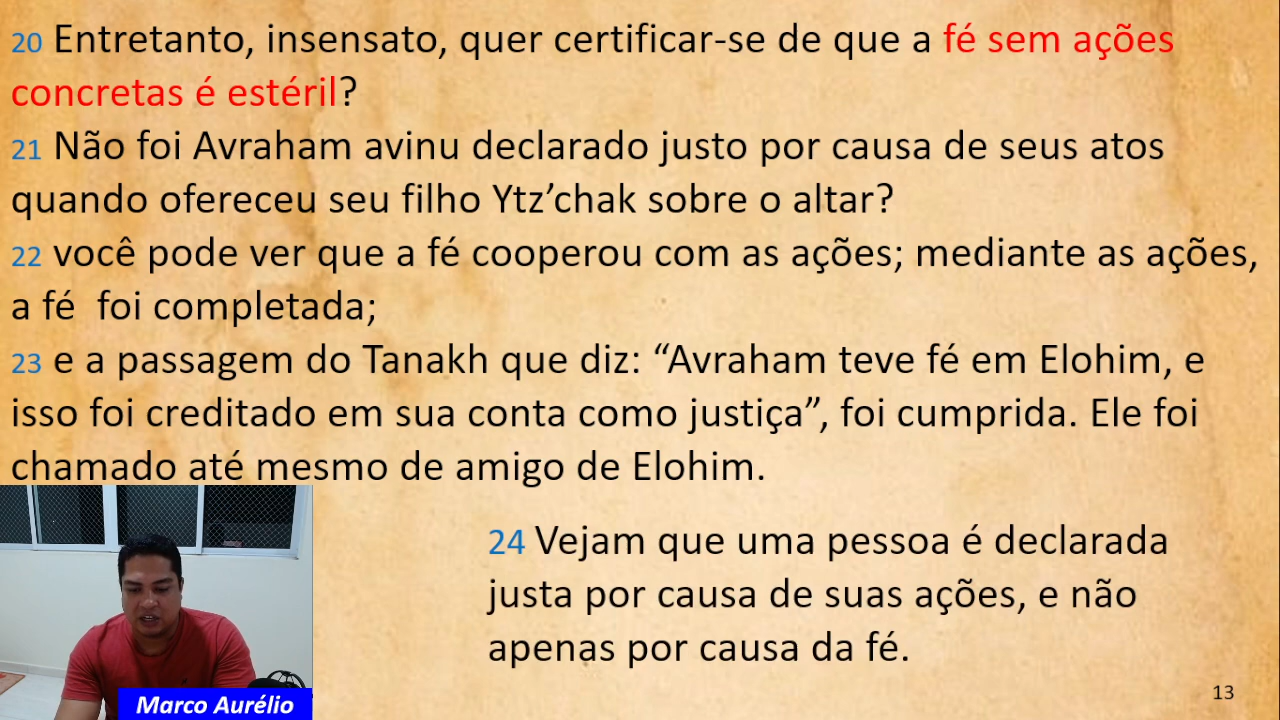 20 Entretanto, insensato, quer certificar-se de que a fé sem ações
concretas é estéril?
21 Não foi Avraham avinu declarado justo por causa de seus atos
quando ofereceu seu filho Ytz’chak sobre o altar?
22 você pode ver que a fé cooperou com as ações; mediante as ações,
a fé  foi completada;
23 e a passagem do Tanakh que diz: “Avraham teve fé em Elohim, e
isso foi creditado em sua conta como justiça”, foi cumprida. Ele foi
chamado até mesmo de amigo de Elohim.
24 Vejam que uma pessoa é declarada
justa por causa de suas ações, e não
apenas por causa da fé.
Marco Aurélio
13